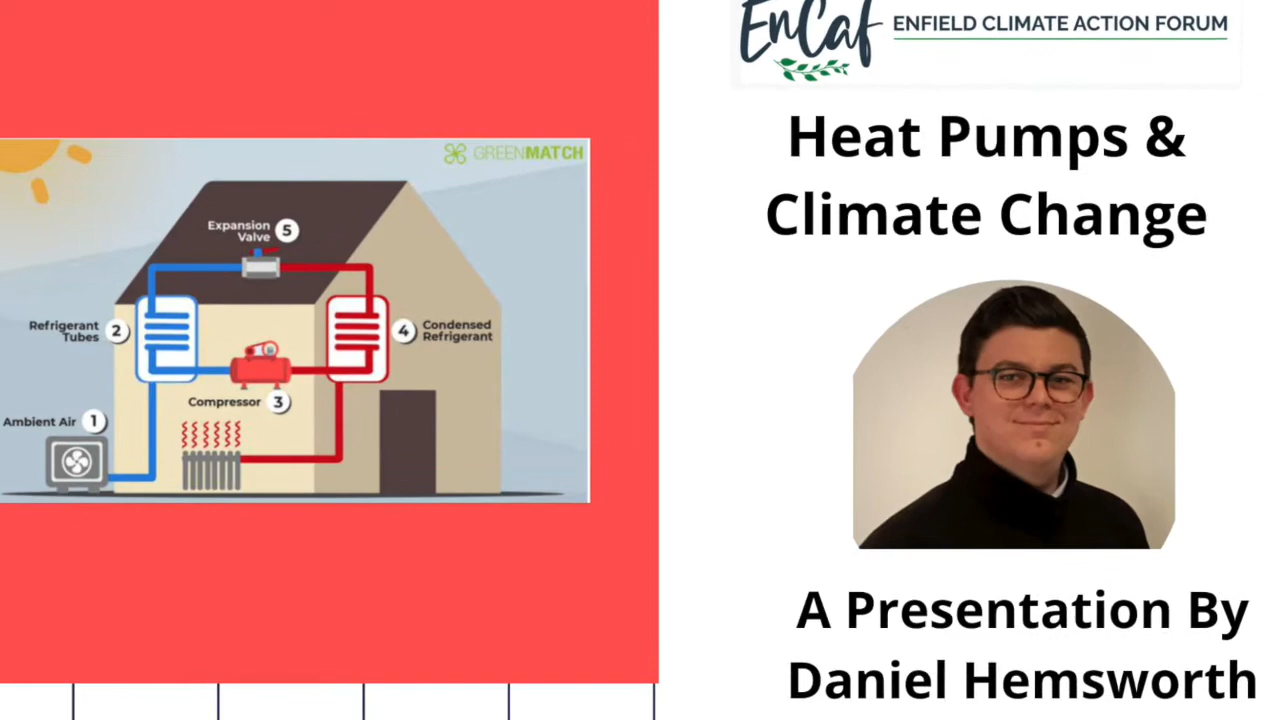 GREENMATCH
Expansion
Valve
5
Refrigerant
Tubes
2
4
Condensed
Refrigerant
Compressor
3
Ambient Air
1
EnCaf
ENFIELD CLIMATE ACTION FORUM
Heat Pumps &
Climate Change
A Presentation By
Daniel Hemsworth